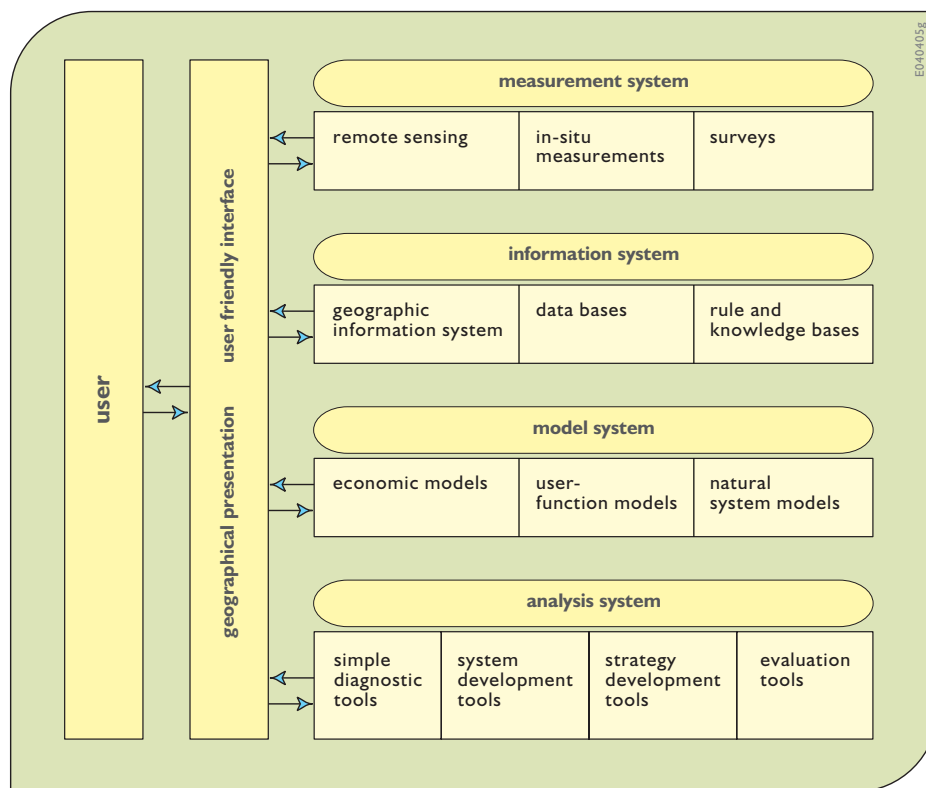 E040405g
user
geographical presentation
user friendly interface
measurement system
remote sensing
in-situ
measurements
surveys
information system
geographic
information system
data bases
rule and
knowledge bases
model system
economic models
user-
function models
natural
system models
analysis system
simple
diagnostic
tools
system
development
tools
strategy
development
tools
evaluation
tools